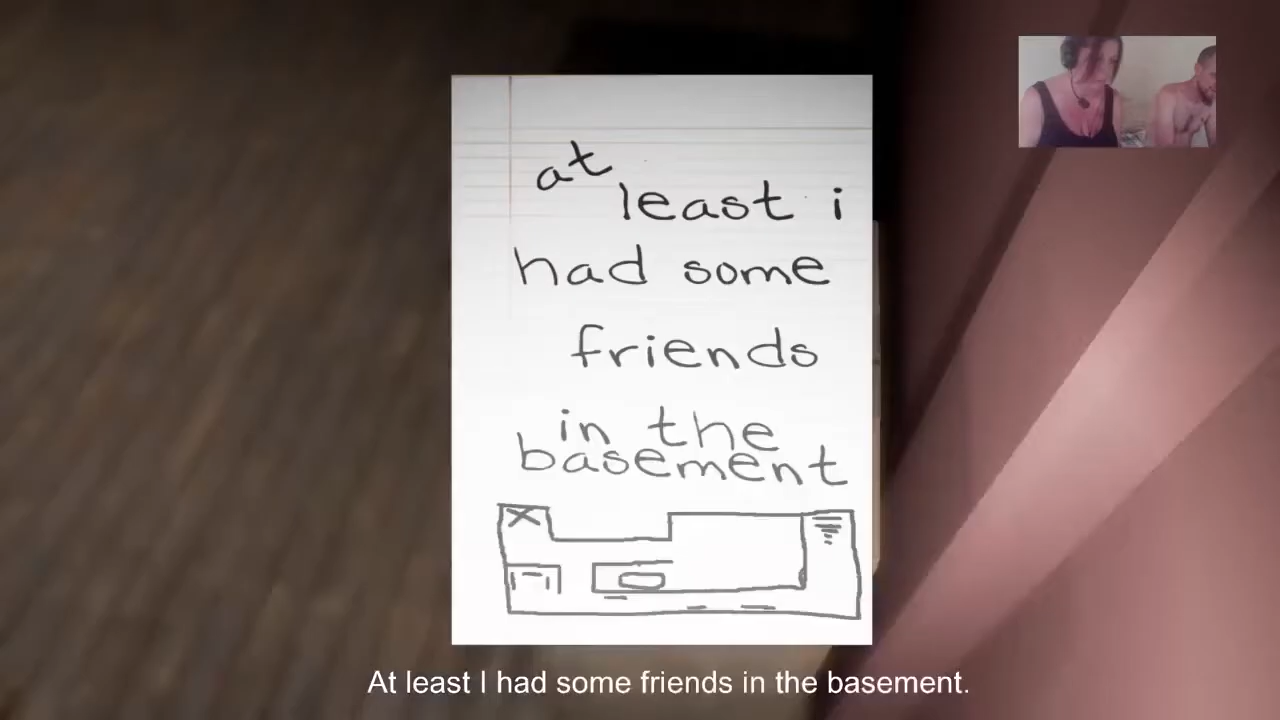 at
least i
had some
friends
in the
basement
At least I had some friends in the basement.